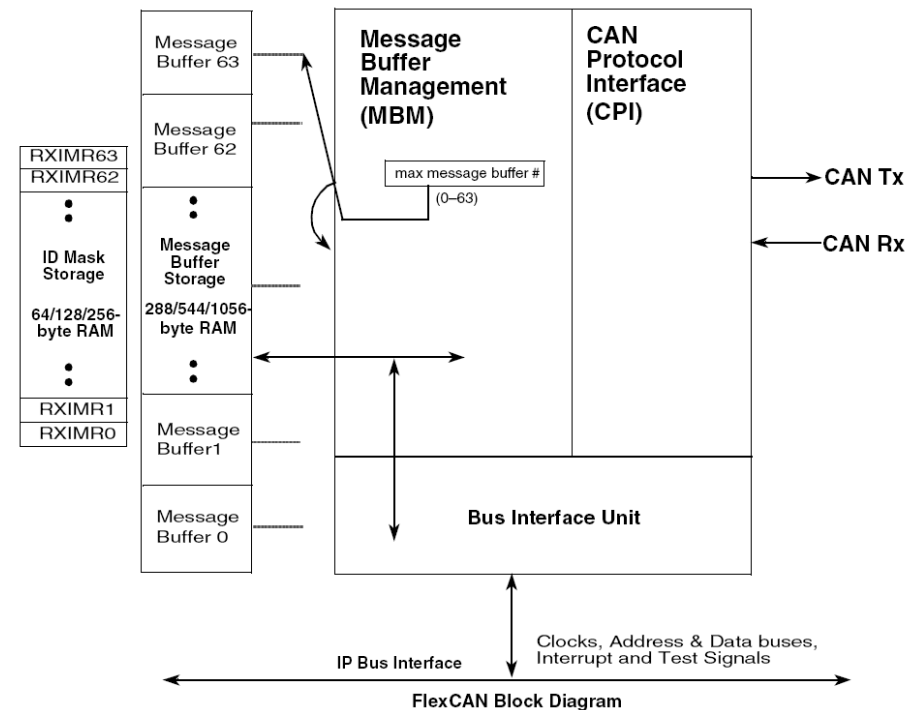 RXIMR63
RXIMR62
ID Mask
Storage
64/128/256-
byte RAM
RXIMR1
RXIMR0
Message
Buffer 63
Message
Buffer 62
Message
Buffer
Storage
288/544/1056-
byte RAM
Message
Buffer1
Message
Buffer 0
Message
Buffer
Management
(MBM)
max message buffer #
(0–63)
CAN
Protocol
Interface
(CPI)
CAN Tx
CAN Rx
Bus Interface Unit
Clocks, Address & Data buses,
Interrupt and Test Signals
IP Bus Interface
FlexCAN Block Diagram